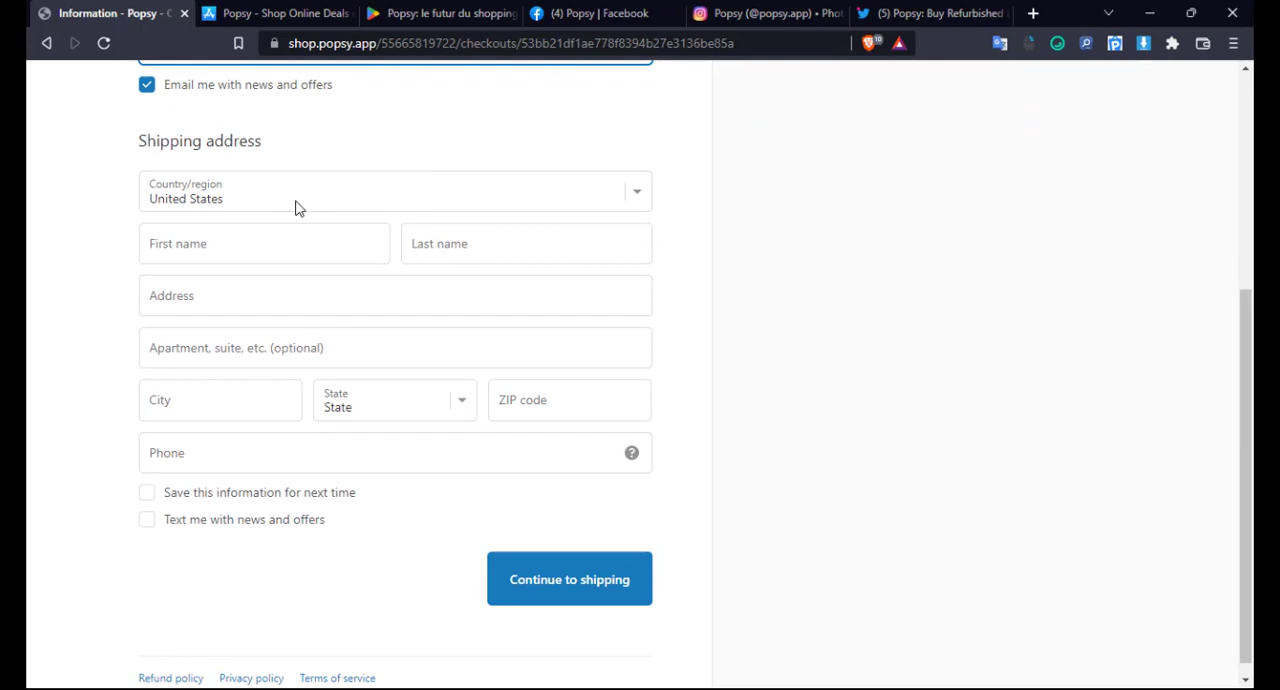 Information - Popsy - C
Popsy - Shop Online Deals
Popsy: le futur du shopping
(4) Popsy | Facebook
Popsy (@popsy.app) • Phot
(5) Popsy: Buy Refurbished
shop.popsy.app/55665819722/checkouts/53bb21df1ae778f8394b27e3136be85a
10
Email me with news and offers
Shipping address
Country/region
United States
First name
Last name
Address
Apartment, suite, etc. (optional)
City
State
State
ZIP code
Phone
Save this information for next time
Text me with news and offers
Continue to shipping
Refund policy
Privacy policy
Terms of service